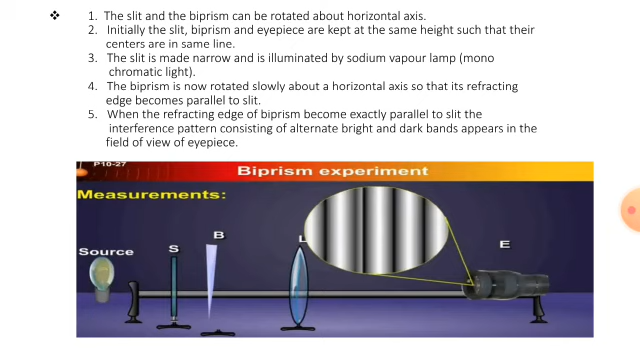 ❖ 1. The slit and the biprism can be rotated about horizontal axis.
2. Initially the slit, biprism and eyepiece are kept at the same height such that their
centers are in same line.
3. The slit is made narrow and is illuminated by sodium vapour lamp (mono
chromatic light).
4. The biprism is now rotated slowly about a horizontal axis so that its refracting
edge becomes parallel to slit.
5. When the refracting edge of biprism become exactly parallel to slit the
interference pattern consisting of alternate bright and dark bands appears in the
field of view of eyepiece.
P10-27
Biprism experiment
Measurements:
Source
S
B
L
E